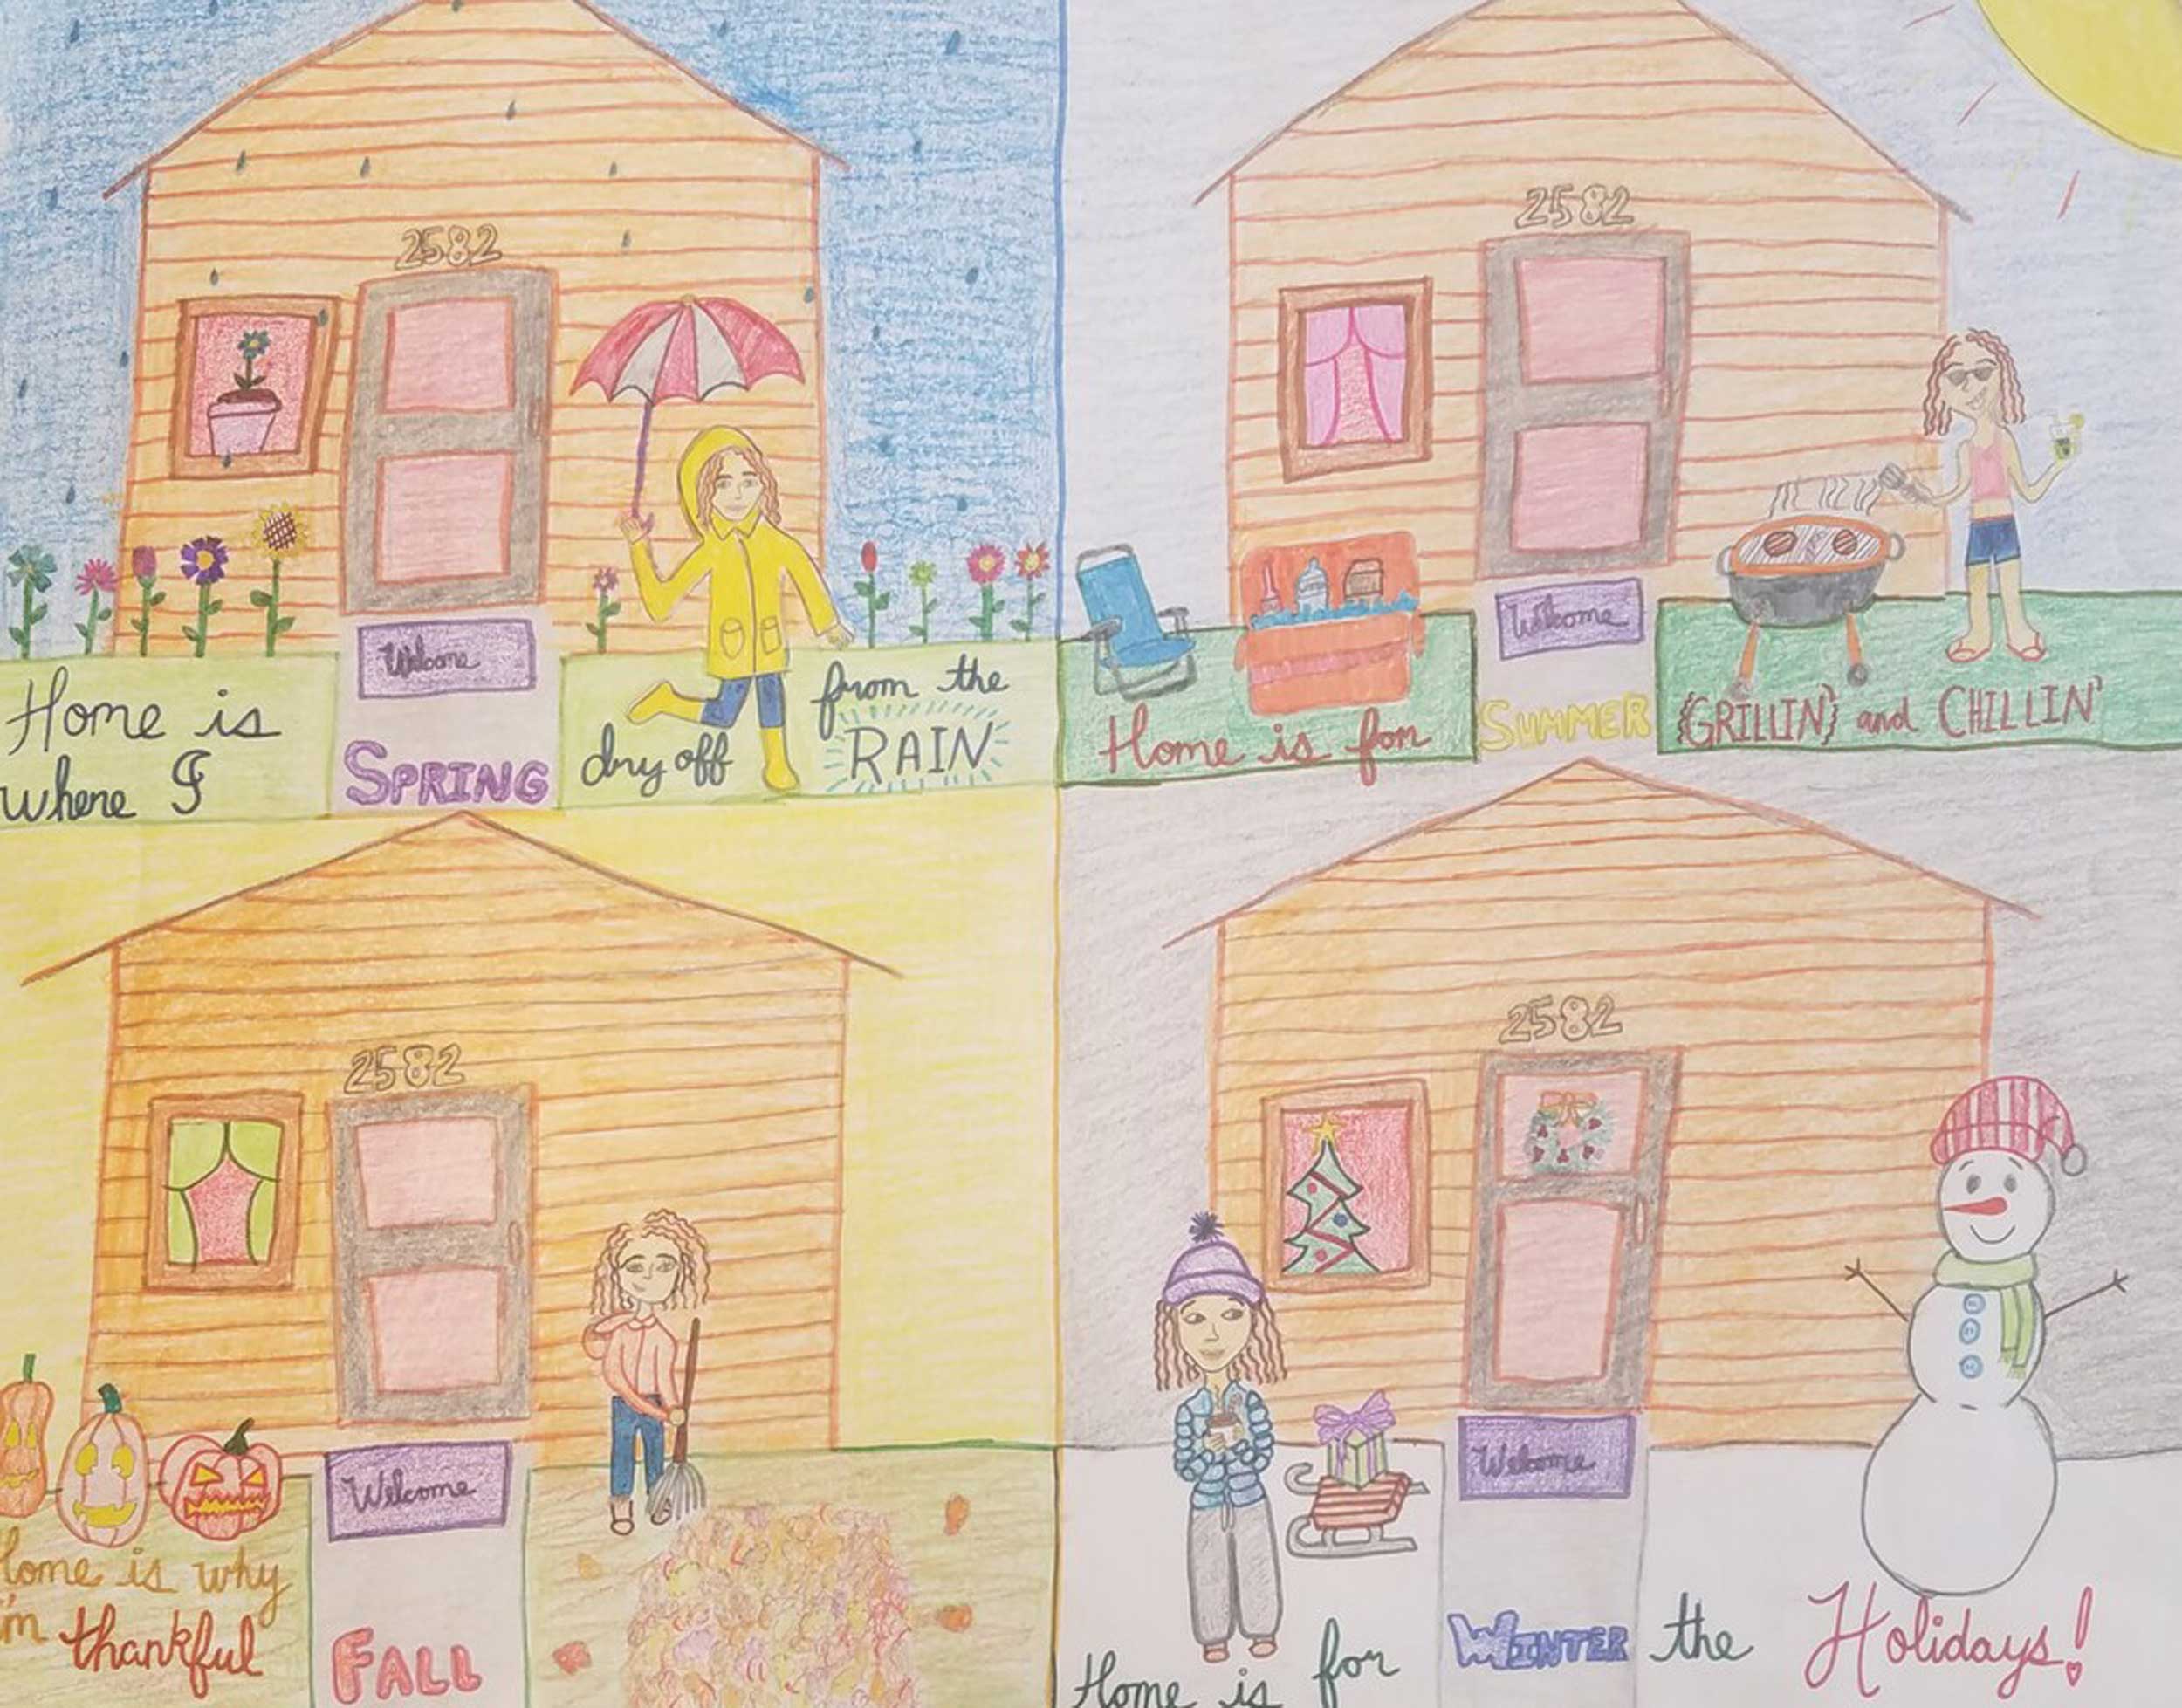 2582
Welcome
Home is
where I
SPRING
dry off
from the
RAIN
2582
Welcome
Home is for
SUMMER
{GRILLIN'} and CHILLIN'
2582
Welcome
Home is why
I'm thankful
FALL
2582
Welcome
Home is for
WINTER
the Holidays!